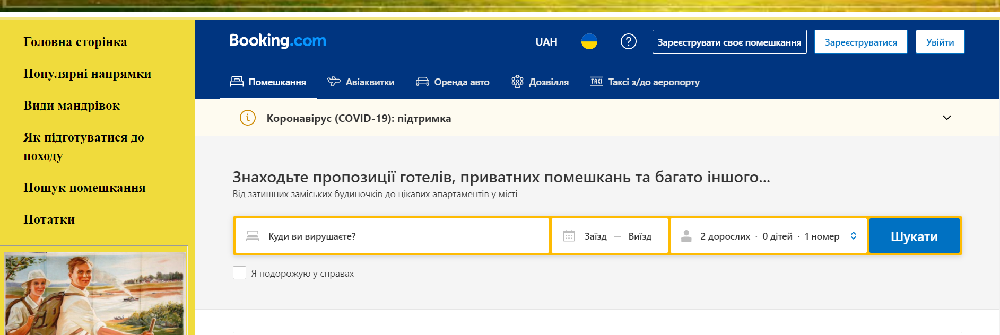 Головна сторінка
Популярні напрямки
Види мандрівок
Як підготуватися до
походу
Пошук помешкання
Нотатки
Booking.com
UAH
?
Зареєструвати своє помешкання
Зареєструватися
Увійти
Помешкання
Авіаквитки
Оренда авто
Дозвілля
TAXI Таксі з/до аеропорту
i Коронавірус (COVID-19): підтримка
Знаходьте пропозиції готелів, приватних помешкань та багато іншого...
Від затишних заміських будиночків до цікавих апартаментів у місті
Куди ви вирушаєте?
Заїзд — Виїзд
2 дорослих · 0 дітей · 1 номер
Шукати
Я подорожую у справах